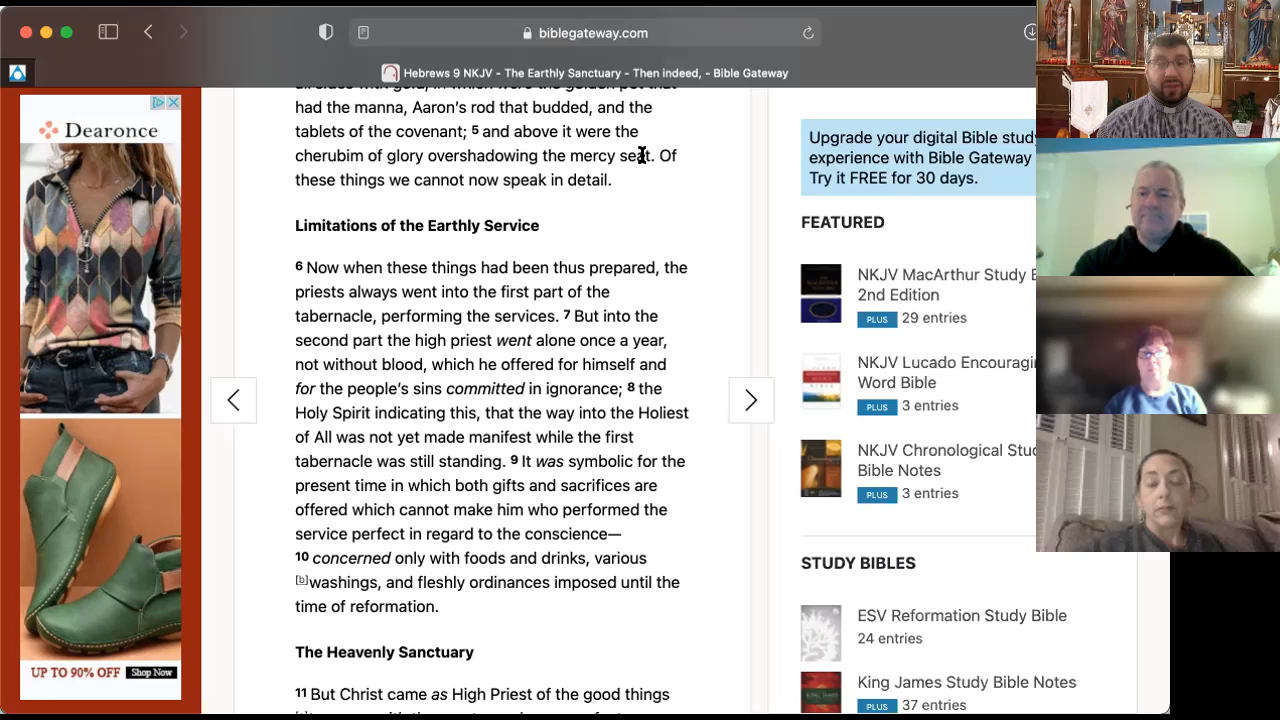 biblegateway.com
Hebrews 9 NKJV - The Earthly Sanctuary - Then indeed, - Bible Gateway
Dearonce
UP TO 90% OFF Shop Now
had the manna, Aaron's rod that budded, and the
tablets of the covenant; 5 and above it were the
cherubim of glory overshadowing the mercy seat. Of
these things we cannot now speak in detail.
Limitations of the Earthly Service
6 Now when these things had been thus prepared, the
priests always went into the first part of the
tabernacle, performing the services. 7 But into the
second part the high priest went alone once a year,
not without blood, which he offered for himself and
for the people's sins committed in ignorance; 8 the
Holy Spirit indicating this, that the way into the Holiest
of All was not yet made manifest while the first
tabernacle was still standing. 9 It was symbolic for the
present time in which both gifts and sacrifices are
offered which cannot make him who performed the
service perfect in regard to the conscience—
10 concerned only with foods and drinks, various
[b]washings, and fleshly ordinances imposed until the
time of reformation.
The Heavenly Sanctuary
11 But Christ came as High Priest of the good things
Upgrade your digital Bible study
experience with Bible Gateway
Try it FREE for 30 days.
FEATURED
NKJV MacArthur Study
2nd Edition
PLUS 29 entries
NKJV Lucado
Word Bible
PLUS 3 entries
NKJV Chronological
Bible Notes
PLUS 3 entries
STUDY BIBLES
ESV Reformation Study Bible
24 entries
King James Study Bible Notes
PLUS 37 entries